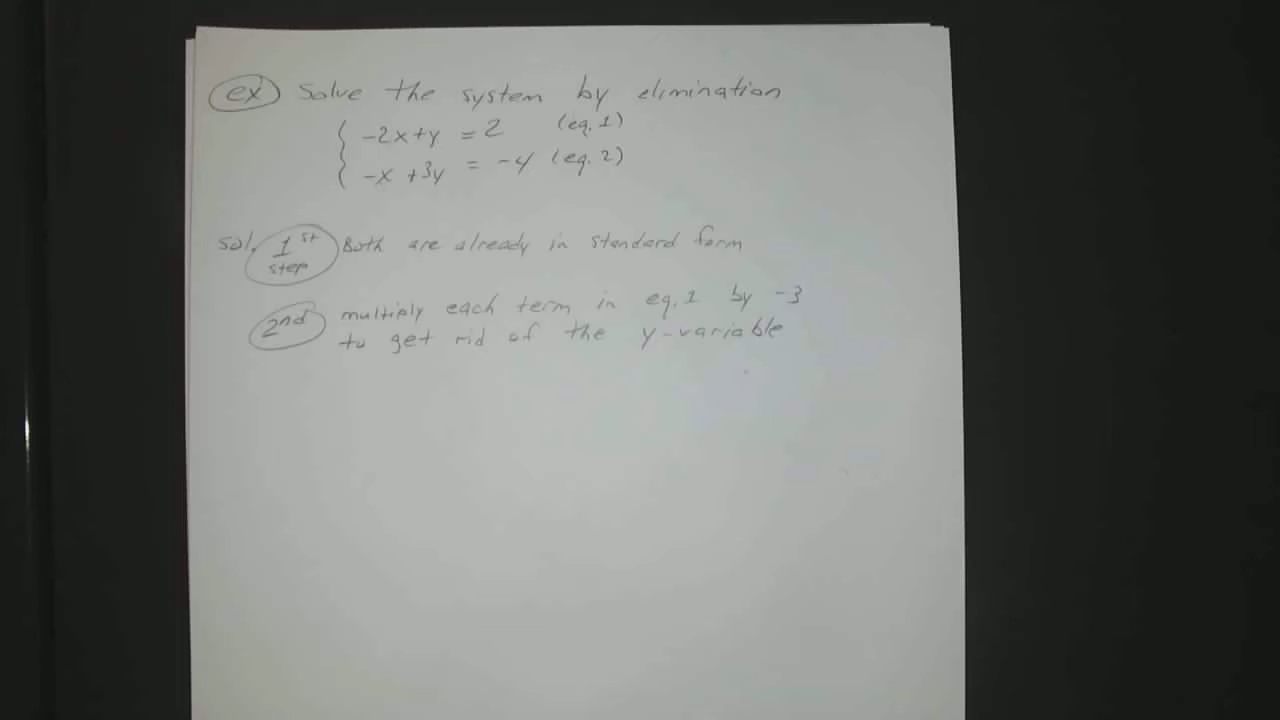 ex Solve the system by elimination
-2x+y = 2 (eq. 1)
-x +3y = -4 (eq. 2)
Sol. 1st step Both are already in standard form
2nd multiply each term in eq. 1 by -3
to get rid of the y-variable